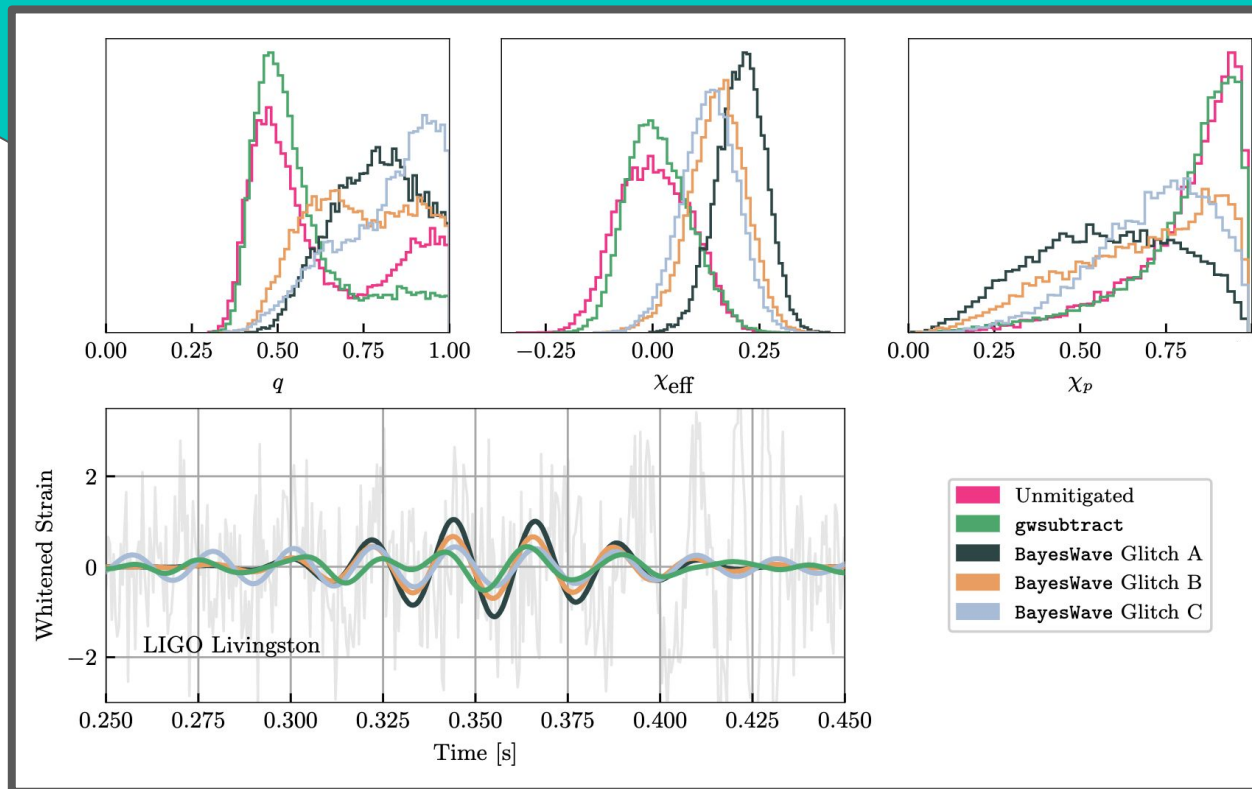 0.00 0.25 0.50 0.75 1.00
q
−0.25 0.00 0.25
χeff
0.00 0.25 0.50 0.75
χp
Whitened Strain
2
0
−2
LIGO Livingston
0.250 0.275 0.300 0.325 0.350 0.375 0.400 0.425 0.450
Time [s]
Unmitigated
gwsubtract
BayesWave Glitch A
BayesWave Glitch B
BayesWave Glitch C